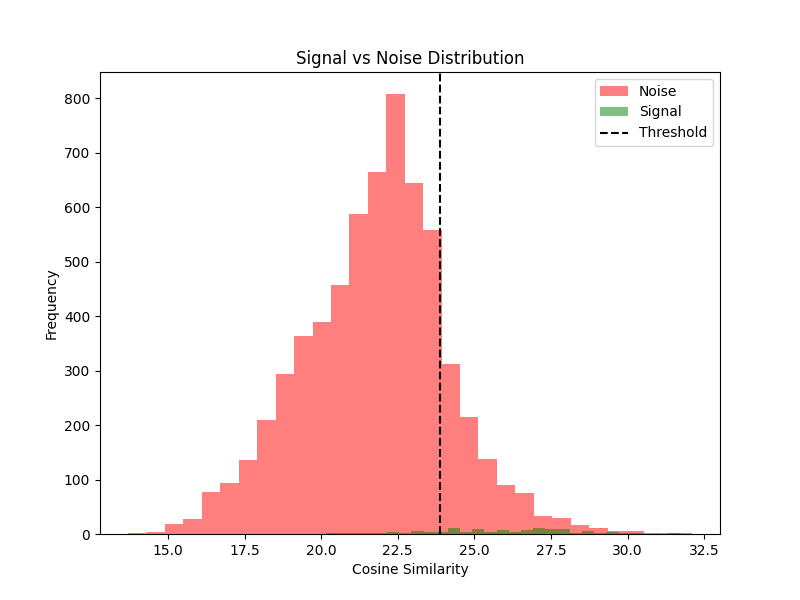 Signal vs Noise Distribution
Noise
Signal
Threshold
Frequency
800
700
600
500
400
300
200
100
0
15.0 17.5 20.0 22.5 25.0 27.5 30.0 32.5
Cosine Similarity